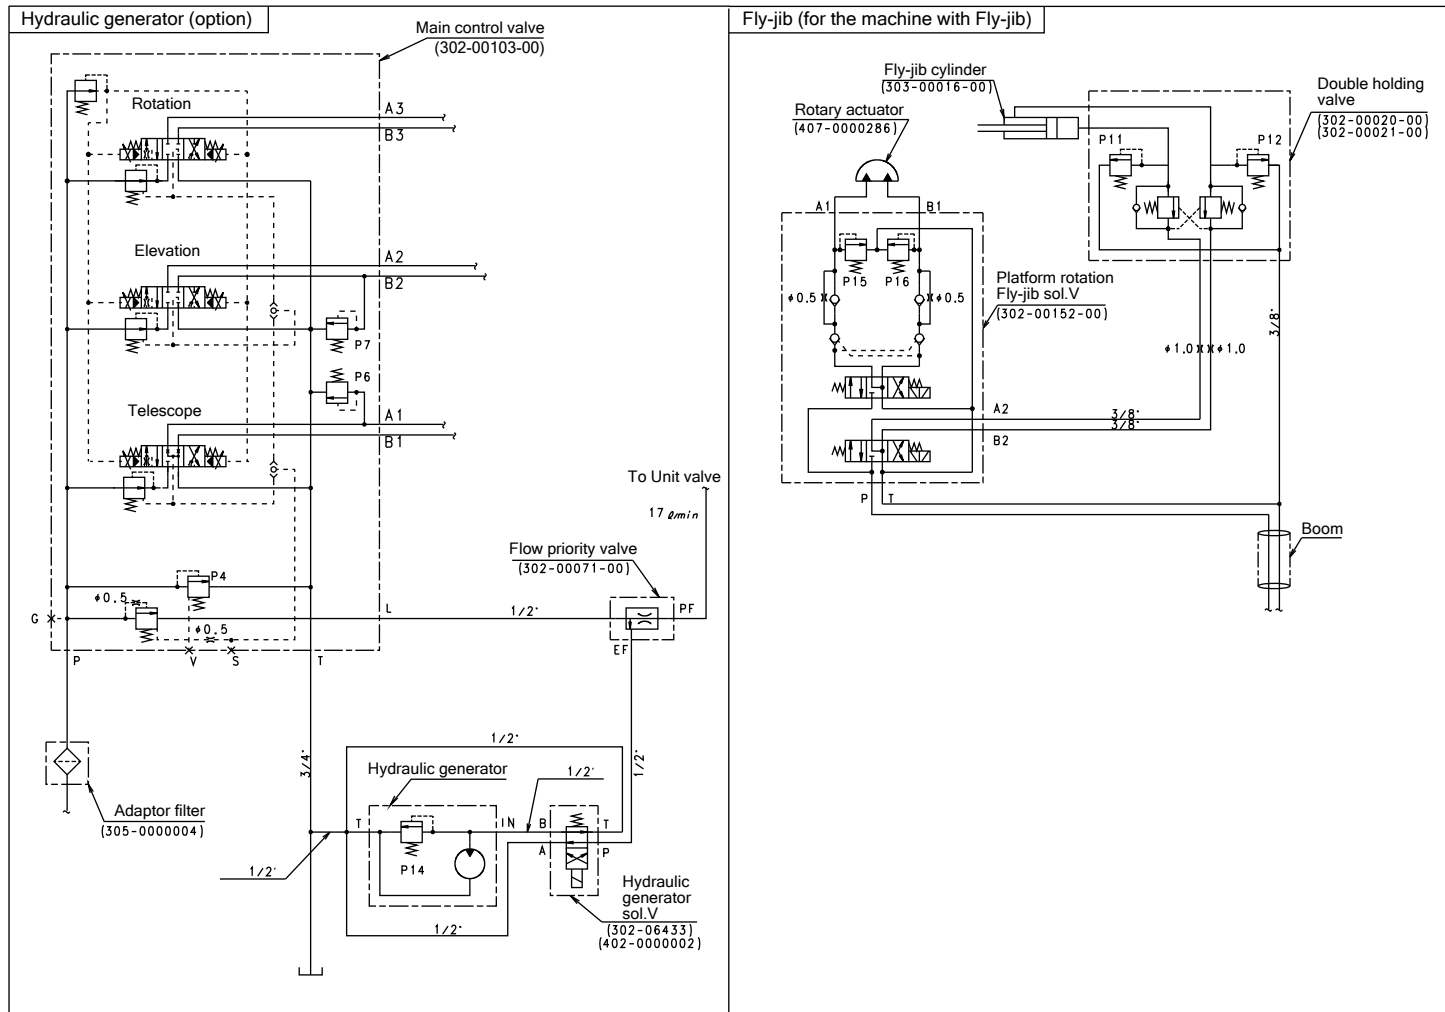 Hydraulic generator (option)
Main control valve
(302-00103-00)
Rotation
A3
B3
Elevation
A2
B2
P7
P6
Telescope
A1
B1
To Unit valve
17 ℓ/min
Flow priority valve
(302-00071-00)
P4
φ0.5
G
L
1/2"
PF
φ0.5
EF
P
V
S
T
3/4"
1/2"
1/2"
Hydraulic generator
1/2"
Adaptor filter
(305-0000004)
T
IN
B
T
A
P
P14
1/2"
1/2"
Hydraulic
generator
sol.V
(302-06433)
(402-0000002)
Fly-jib (for the machine with Fly-jib)
Fly-jib cylinder
(303-00016-00)
Rotary actuator
(407-0000286)
Double holding
valve
(302-00020-00)
(302-00021-00)
P11
P12
A1
B1
P15
P16
φ0.5
φ0.5
Platform rotation
Fly-jib sol.V
(302-00152-00)
3/8"
φ1.0
φ1.0
A2
3/8"
3/8"
B2
P
T
Boom